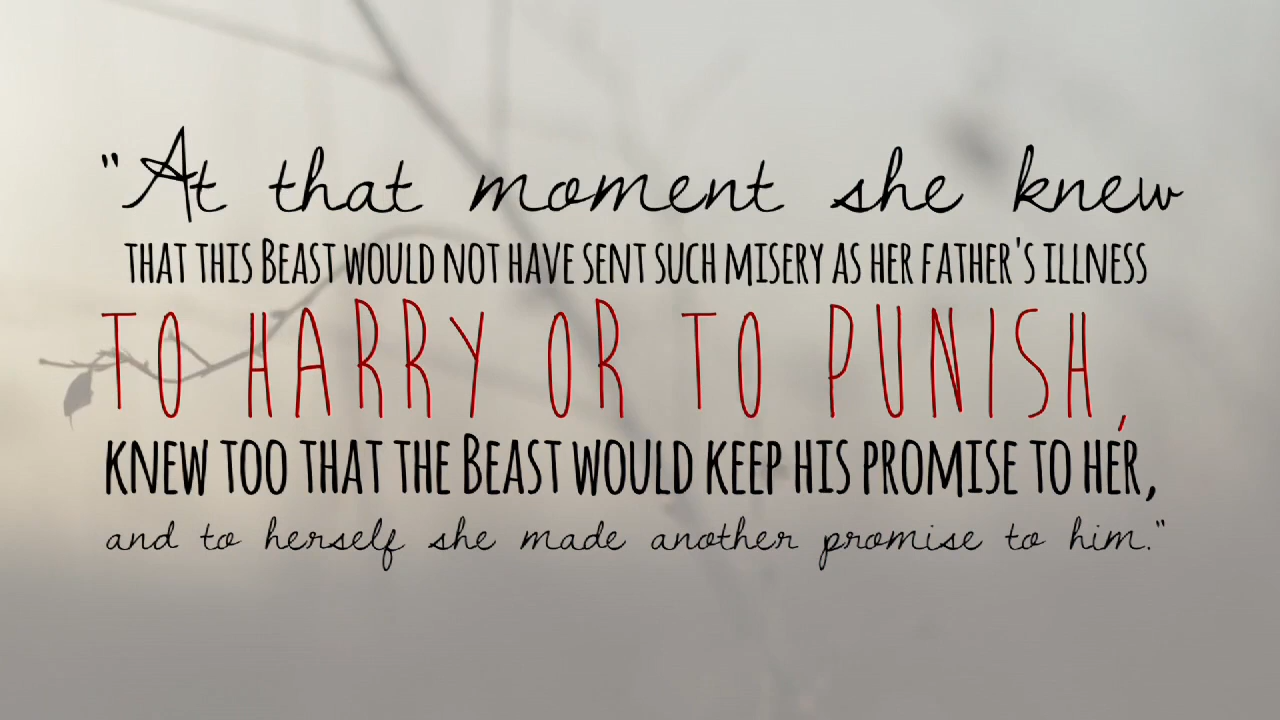 "At that moment she knew
that this Beast would not have sent such misery as her father's illness
to harry or to punish,
knew too that the Beast would keep his promise to her,
and to herself she made another promise to him."